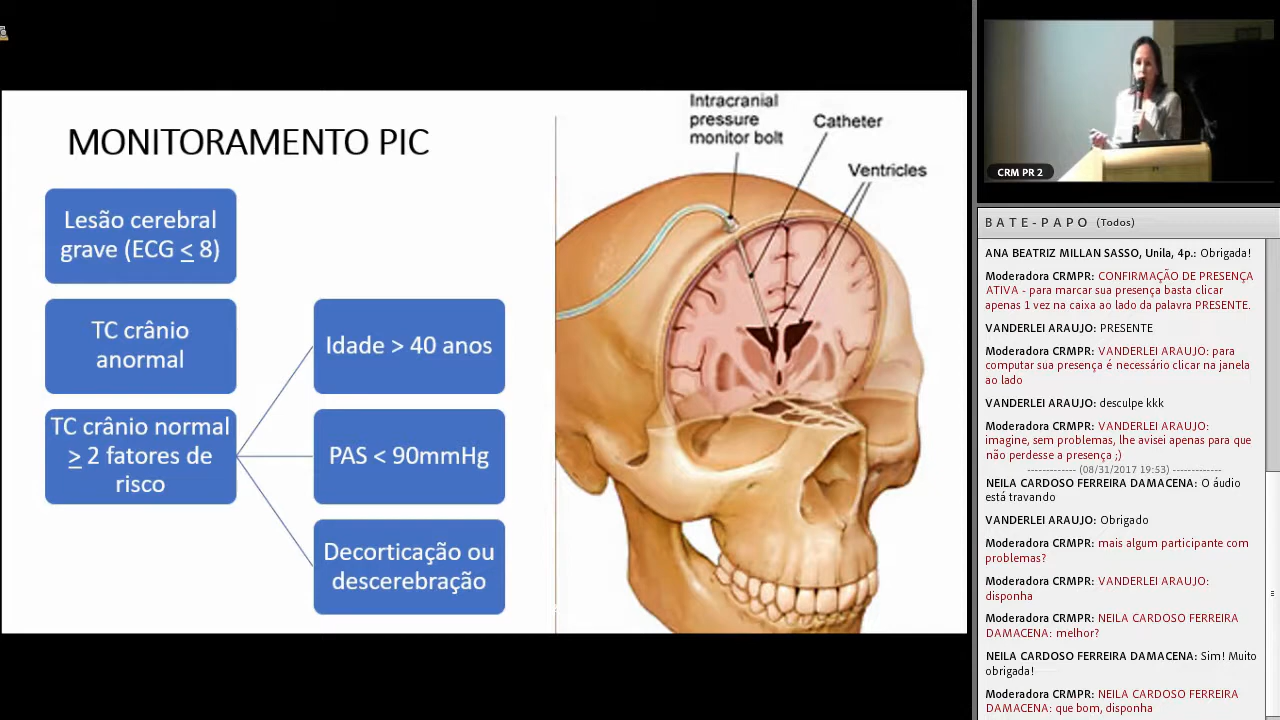 MONITORAMENTO PIC
Lesão cerebral
grave (ECG < 8)
TC crânio
anormal
TC crânio normal
> 2 fatores de
risco
Idade > 40 anos
PAS < 90mmHg
Decorticação ou
descerebração
Intracranial
pressure
monitor bolt
Catheter
Ventricles
CRM PR 2
BATE-PAPO (Todos)
ANA BEATRIZ MILLAN SASSO, Unila, 4p.: Obrigada!
Moderadora CRMPR: CONFIRMAÇÃO DE PRESENÇA
ATIVA - para marcar sua presença basta clicar
apenas 1 vez na caixa ao lado da palavra PRESENTE.
VANDERLEI ARAUJO: PRESENTE
Moderadora CRMPR: VANDERLEI ARAUJO: para
computar sua presença é necessário clicar na janela
ao lado
VANDERLEI ARAUJO: desculpe kkk
Moderadora CRMPR: VANDERLEI ARAUJO:
imagine, sem problemas, lhe avisei apenas para que
não perdesse a presença ;)
------------- (08/31/2017 19:53) -------------
NEILA CARDOSO FERREIRA DAMACENA: O áudio
está travando
VANDERLEI ARAUJO: Obrigado
Moderadora CRMPR: mais algum participante com
problemas?
Moderadora CRMPR: VANDERLEI ARAUJO:
disponha
Moderadora CRMPR: NEILA CARDOSO FERREIRA
DAMACENA: melhor?
NEILA CARDOSO FERREIRA DAMACENA: Sim! Muito
obrigada!
Moderadora CRMPR: NEILA CARDOSO FERREIRA
DAMACENA: que bom, disponha